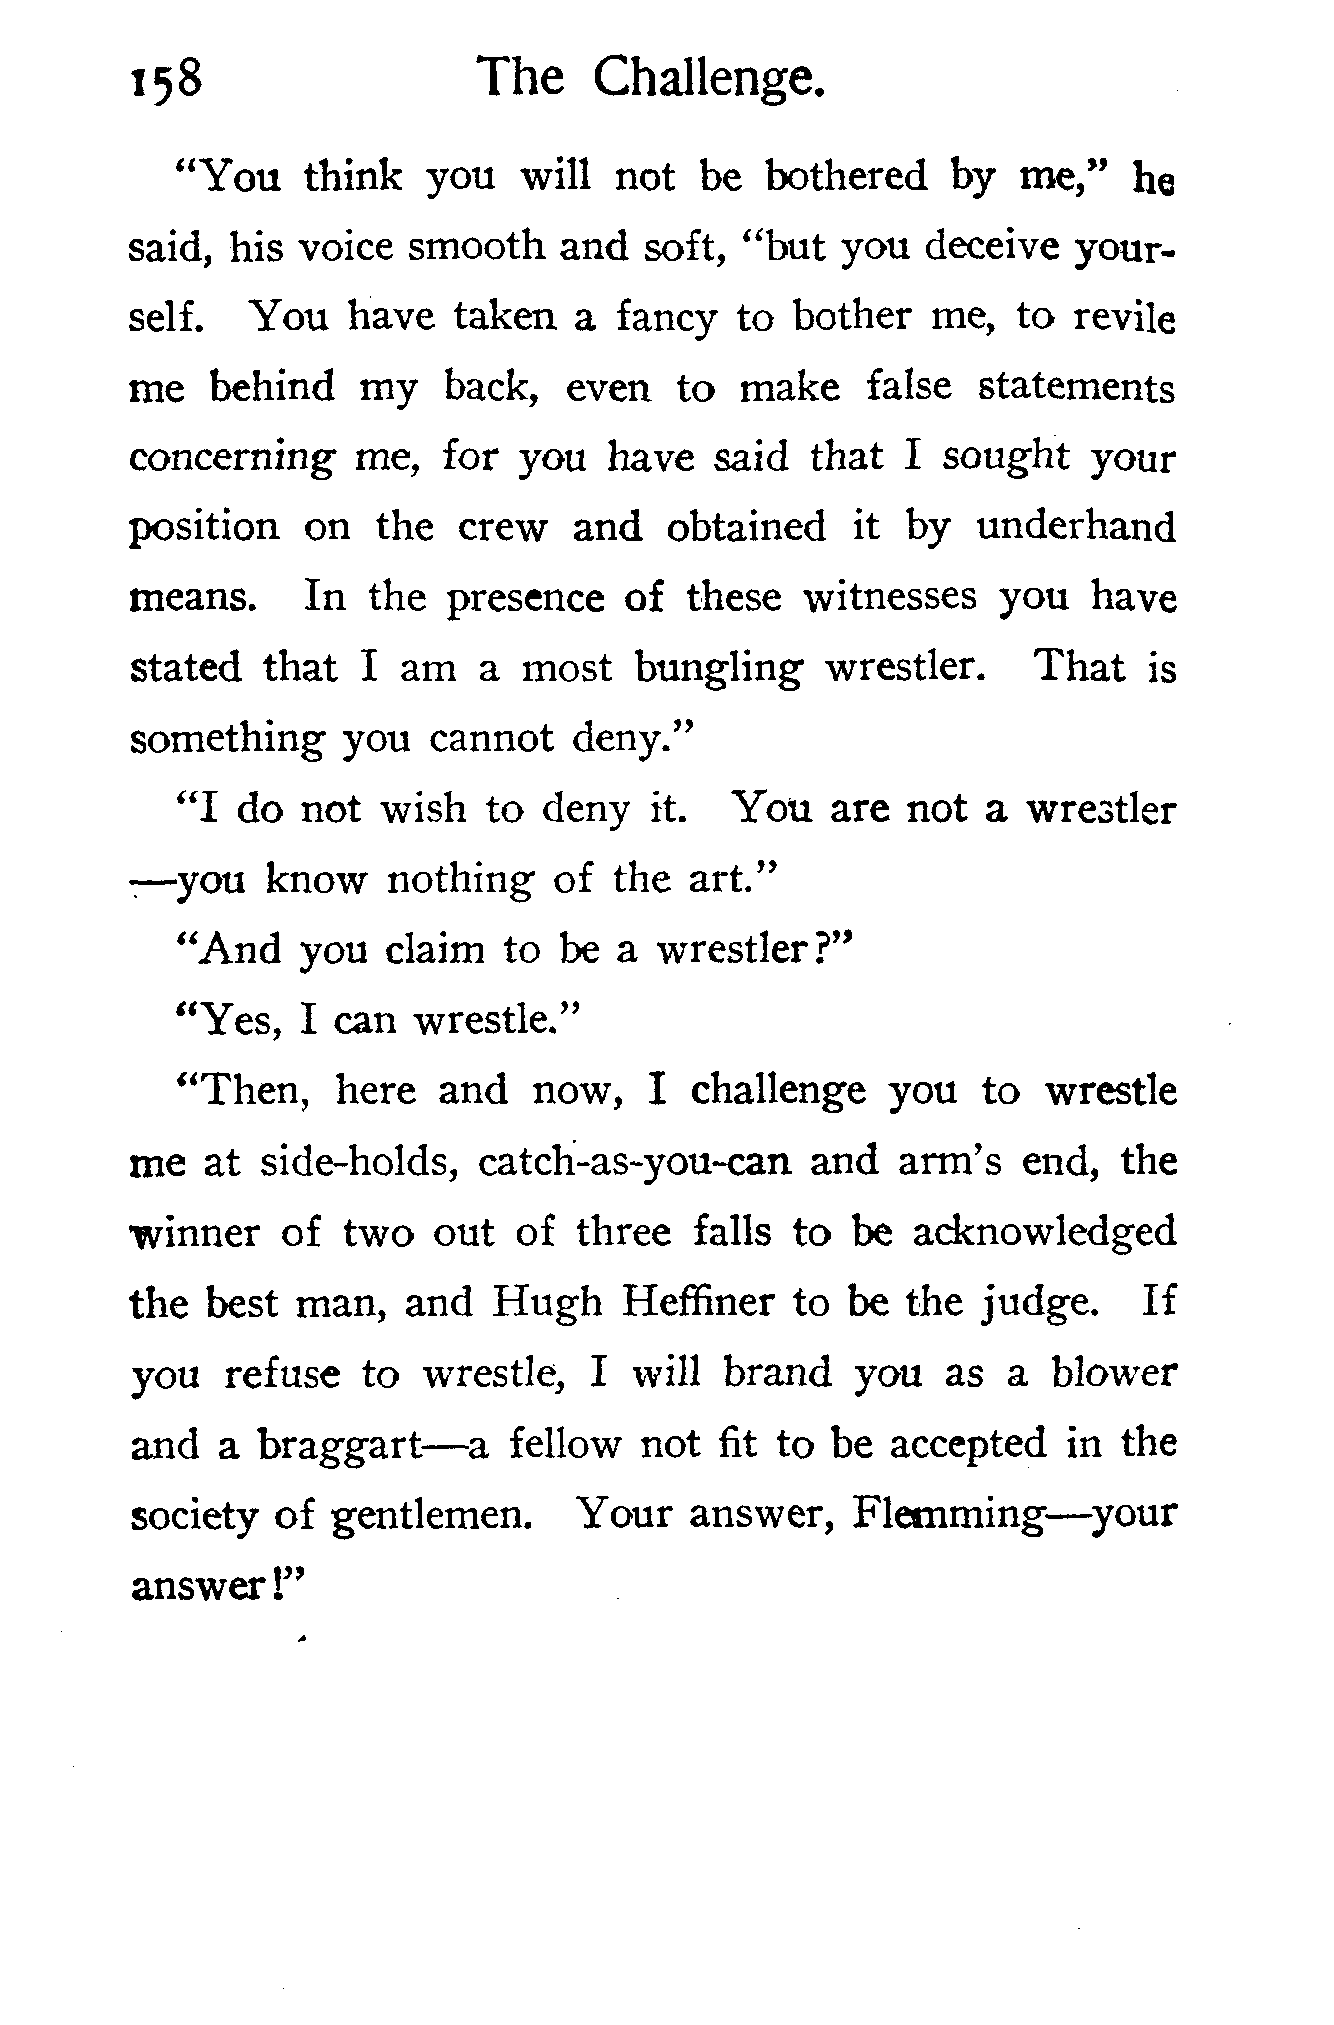 158 The Challenge.
“You think you will not be bothered by me,” he
said, his voice smooth and soft, “but you deceive your-
self. You have taken a fancy to bother me, to revile
me behind my back, even to make false statements
concerning me, for you have said that I sought your
position on the crew and obtained it by underhand
means. In the presence of these witnesses you have
stated that I am a most bungling wrestler. That is
something you cannot deny.”
“I do not wish to deny it. You are not a wrestler
—you know nothing of the art.”
“And you claim to be a wrestler?”
“Yes, I can wrestle.”
“Then, here and now, I challenge you to wrestle
me at side-holds, catch-as-you-can and arm’s end, the
winner of two out of three falls to be acknowledged
the best man, and Hugh Heffiner to be the judge. If
you refuse to wrestle, I will brand you as a blower
and a braggart—a fellow not fit to be accepted in the
society of gentlemen. Your answer, Flemming—your
answer!”